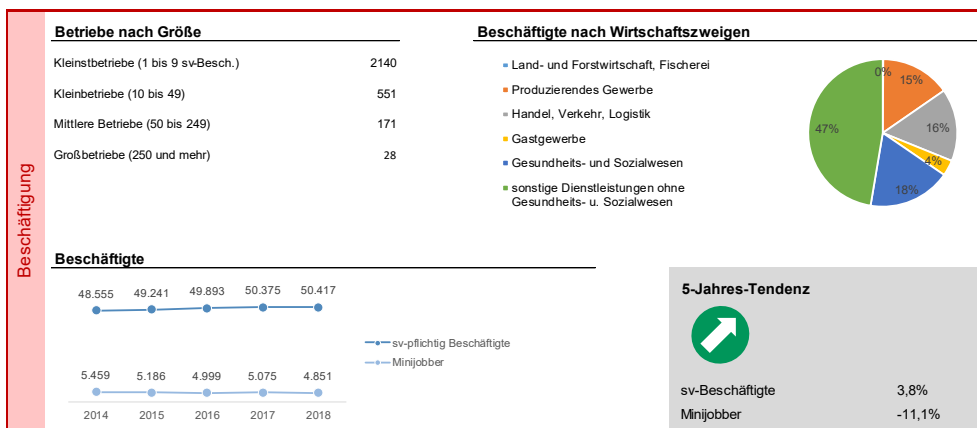 Beschäftigung
Betriebe nach Größe
Kleinstbetriebe (1 bis 9 sv-Besch.) 2140
Kleinbetriebe (10 bis 49) 551
Mittlere Betriebe (50 bis 249) 171
Großbetriebe (250 und mehr) 28
Beschäftigte nach Wirtschaftszweigen
Land- und Forstwirtschaft, Fischerei
Produzierendes Gewerbe
Handel, Verkehr, Logistik
Gastgewerbe
Gesundheits- und Sozialwesen
sonstige Dienstleistungen ohne
Gesundheits- u. Sozialwesen
0%
15%
16%
4%
18%
47%
Beschäftigte
48.555 49.241 49.893 50.375 50.417
sv-pflichtig Beschäftigte
Minijobber
5.459 5.186 4.999 5.075 4.851
2014 2015 2016 2017 2018
5-Jahres-Tendenz
sv-Beschäftigte 3,8%
Minijobber -11,1%